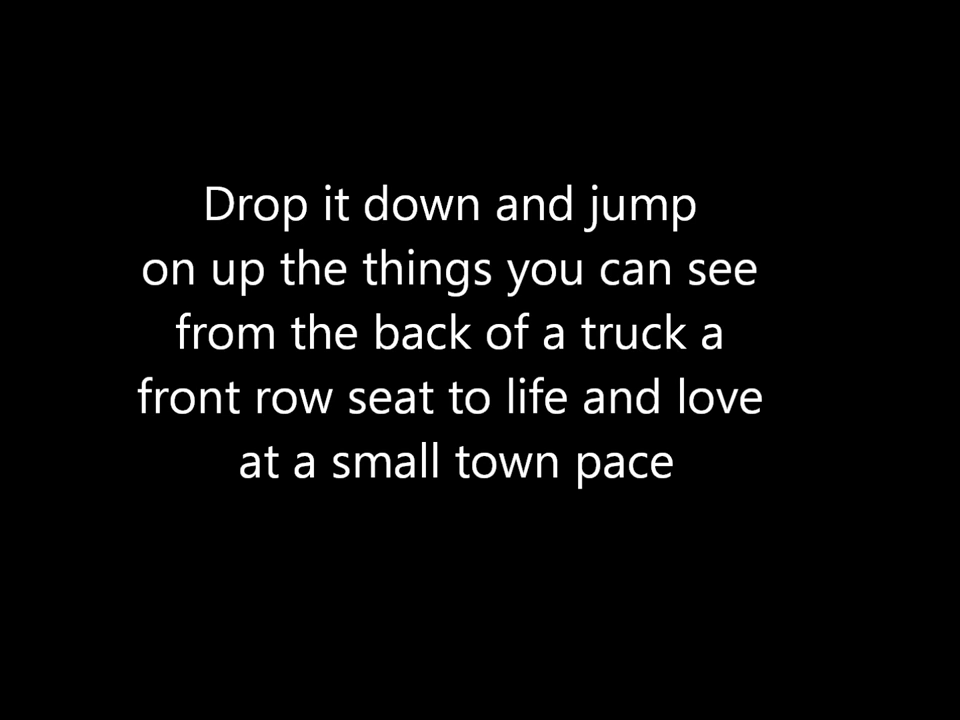 Drop it down and jump
on up the things you can see
from the back of a truck a
front row seat to life and love
at a small town pace